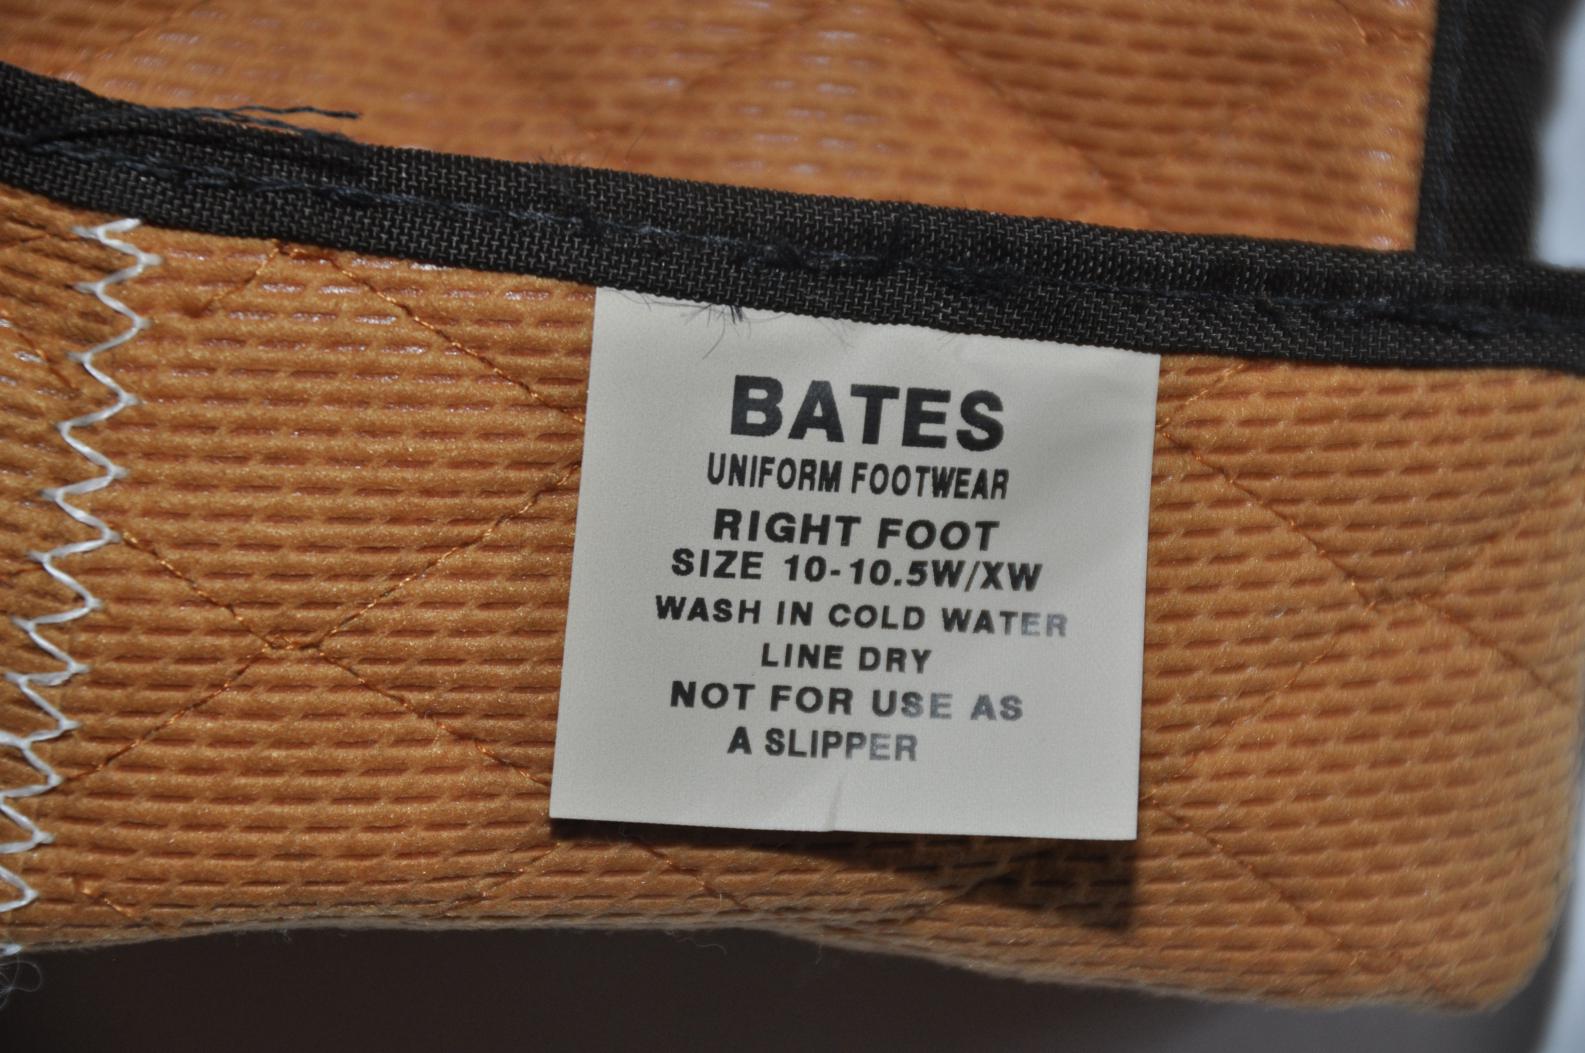 BATES
UNIFORM FOOTWEAR
RIGHT FOOT
SIZE 10-10.5W/XW
WASH IN COLD WATER
LINE DRY
NOT FOR USE AS
A SLIPPER